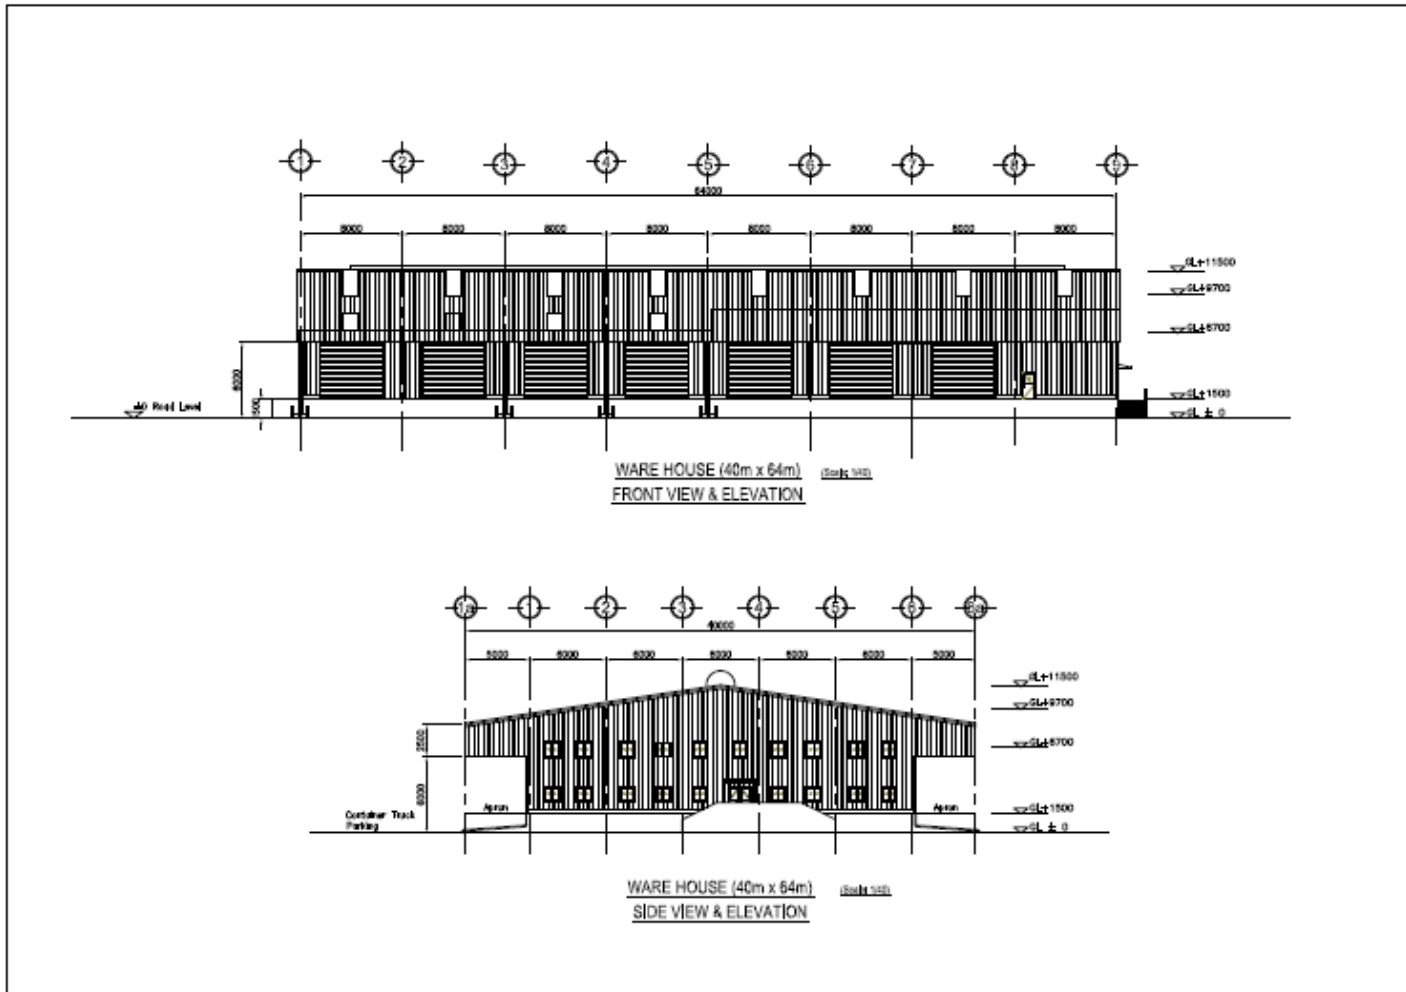 1 2 3 4 5 6 7 8 9
64000
8000 8000 8000 8000 8000 8000 8000 8000
GL+11500
GL+9700
GL+6700
6000
Road Level
GL+1500
GL ± 0
WARE HOUSE (40m x 64m)
FRONT VIEW & ELEVATION
1a 1 2 3 4 5 6 6a
40000
5000 6000 6000 6000 6000 6000 5000
GL+11500
GL+9700
2500
GL+6700
6000
Apron Apron
GL+1500
Container Truck
Parking
GL ± 0
WARE HOUSE (40m x 64m)
SIDE VIEW & ELEVATION